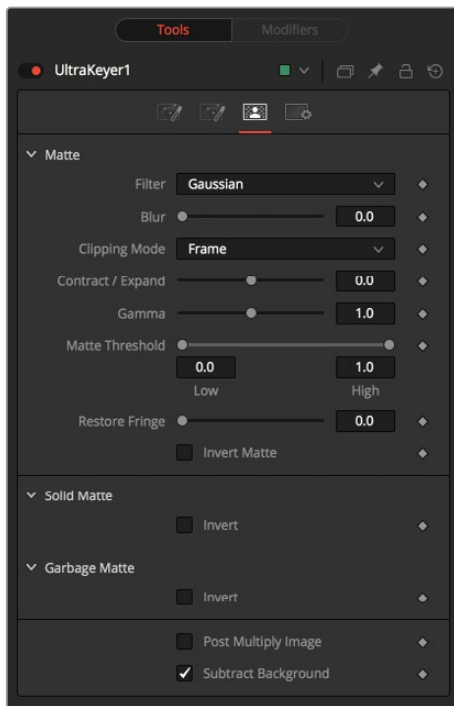 Tools Modifiers
UltraKeyer1
Matte
Filter Gaussian
Blur 0.0
Clipping Mode Frame
Contract / Expand 0.0
Gamma 1.0
Matte Threshold
0.0 1.0
Low High
Restore Fringe 0.0
Invert Matte
Solid Matte
Invert
Garbage Matte
Invert
Post Multiply Image
Subtract Background